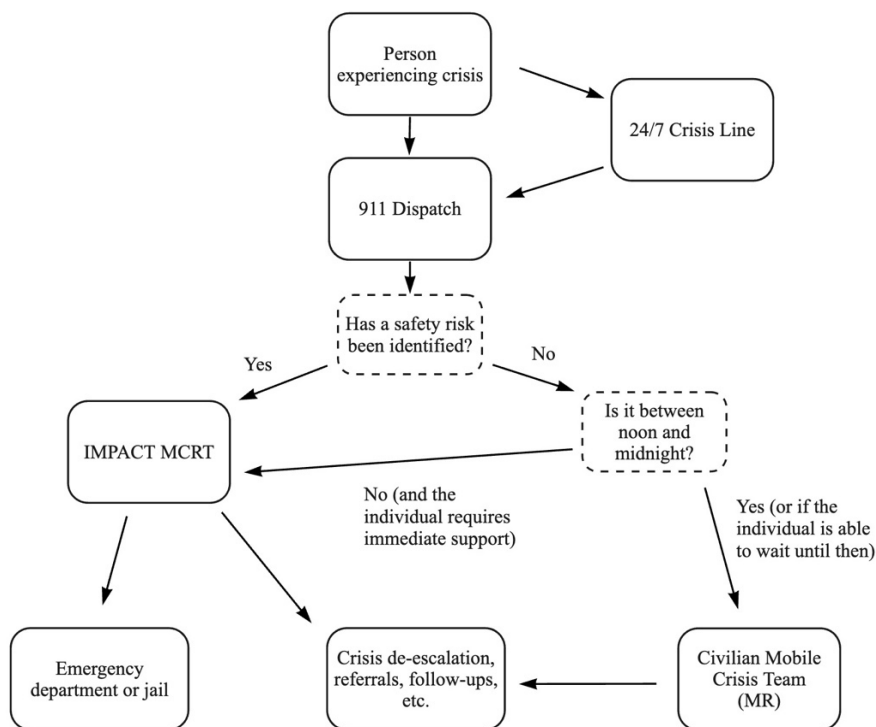 Person
experiencing crisis
24/7 Crisis Line
911 Dispatch
Has a safety risk
been identified?
Yes
No
Is it between
noon and
midnight?
IMPACT MCRT
No (and the
individual requires
immediate support)
Yes (or if the
individual is able
to wait until then)
Emergency
department or jail
Crisis de-escalation,
referrals, follow-ups,
etc.
Civilian Mobile
Crisis Team
(MR)